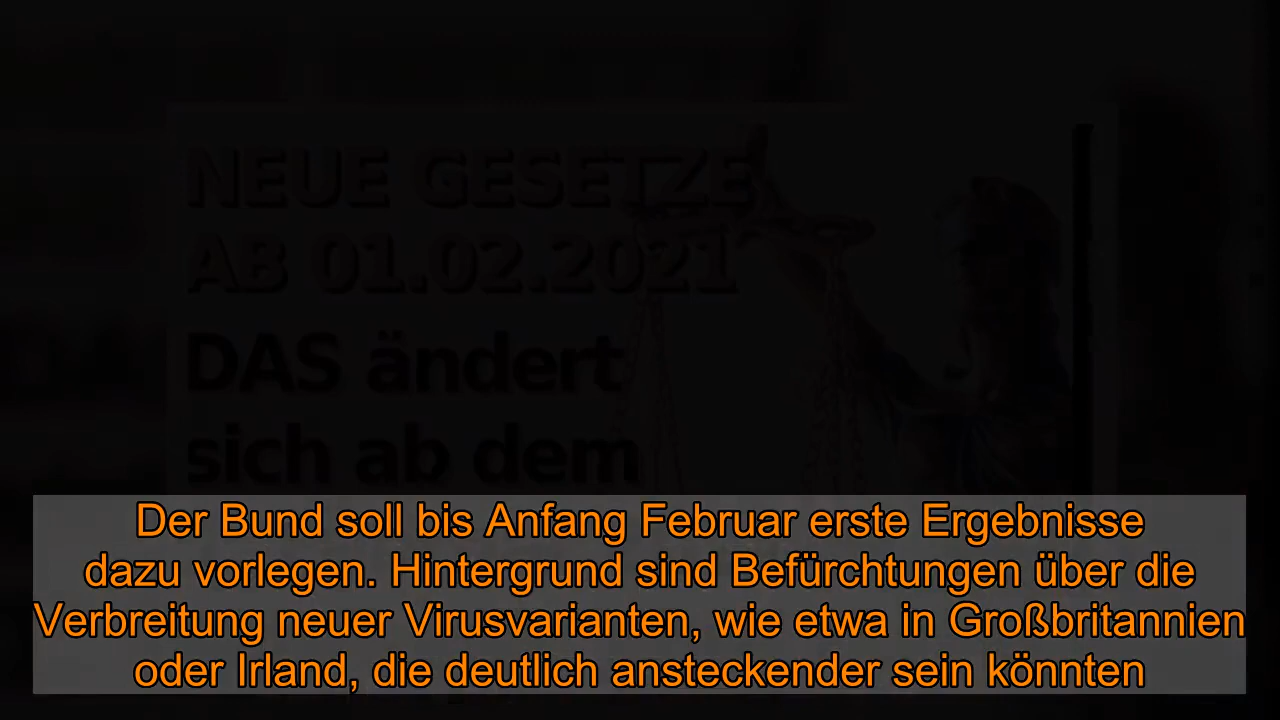 NEUE GESETZE
AB 01.02.2021
DAS ändert
sich ab dem
Der Bund soll bis Anfang Februar erste Ergebnisse
dazu vorlegen. Hintergrund sind Befürchtungen über die
Verbreitung neuer Virusvarianten, wie etwa in Großbritannien
oder Irland, die deutlich ansteckender sein könnten